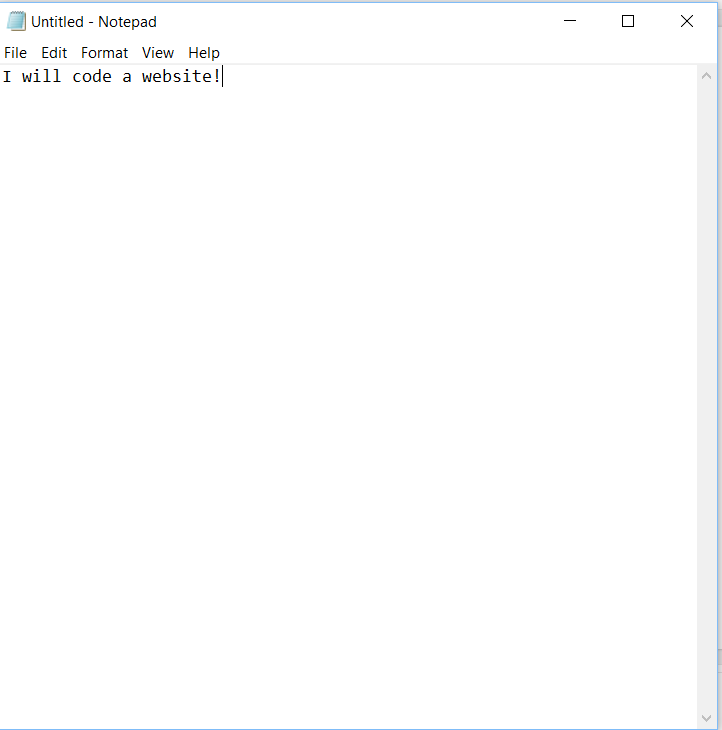 Untitled - Notepad
File Edit Format View Help
I will code a website!